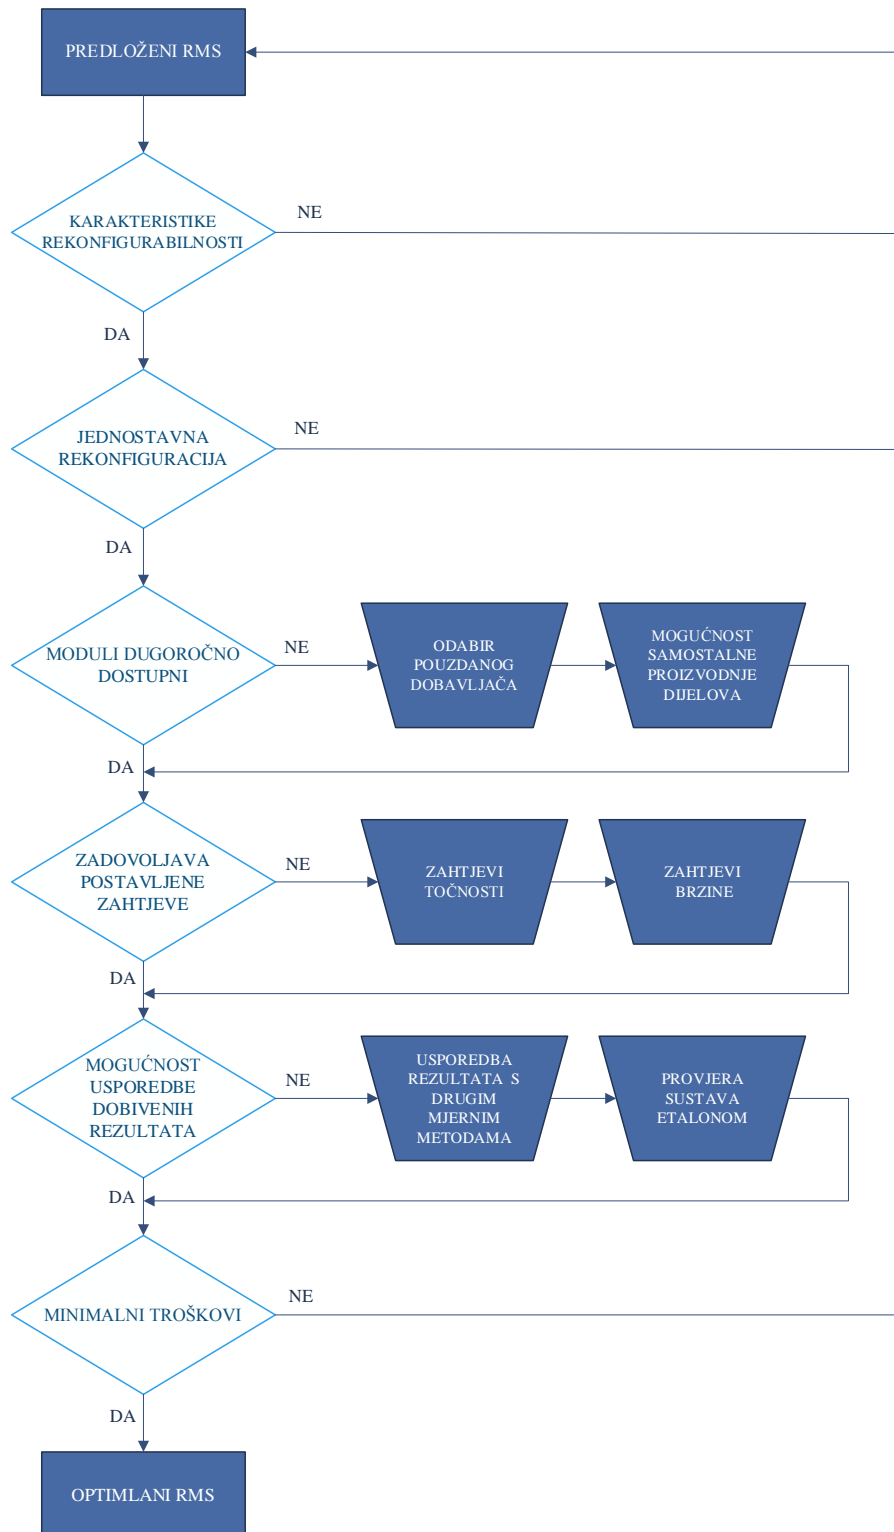 PREDLOŽENI RMS
KARAKTERISTIKE
REKONFIGURABILNOSTI
NE
DA
JEDNOSTAVNA
REKONFIGURACIJA
NE
DA
MODULI DUGOROČNO
DOSTUPNI
NE
ODABIR
POUZDANOG
DOBAVLJAČA
MOGUĆNOST
SAMOSTALNE
PROIZVODNJE
DIJELOVA
DA
ZADOVOLJAVA
POSTAVLJENE
ZAHTJEVE
NE
ZAHTJEVI
TOČNOSTI
ZAHTJEVI
BRZINE
DA
MOGUĆNOST
USPOREDBE
DOBIVENIH
REZULTATA
NE
USPOREDBA
REZULTATA S
DRUGIM
MJERNIM
METODAMA
PROVJERA
SUSTAVA
ETALONOM
DA
MINIMALNI TROŠKOVI
NE
DA
OPTIMLANI RMS